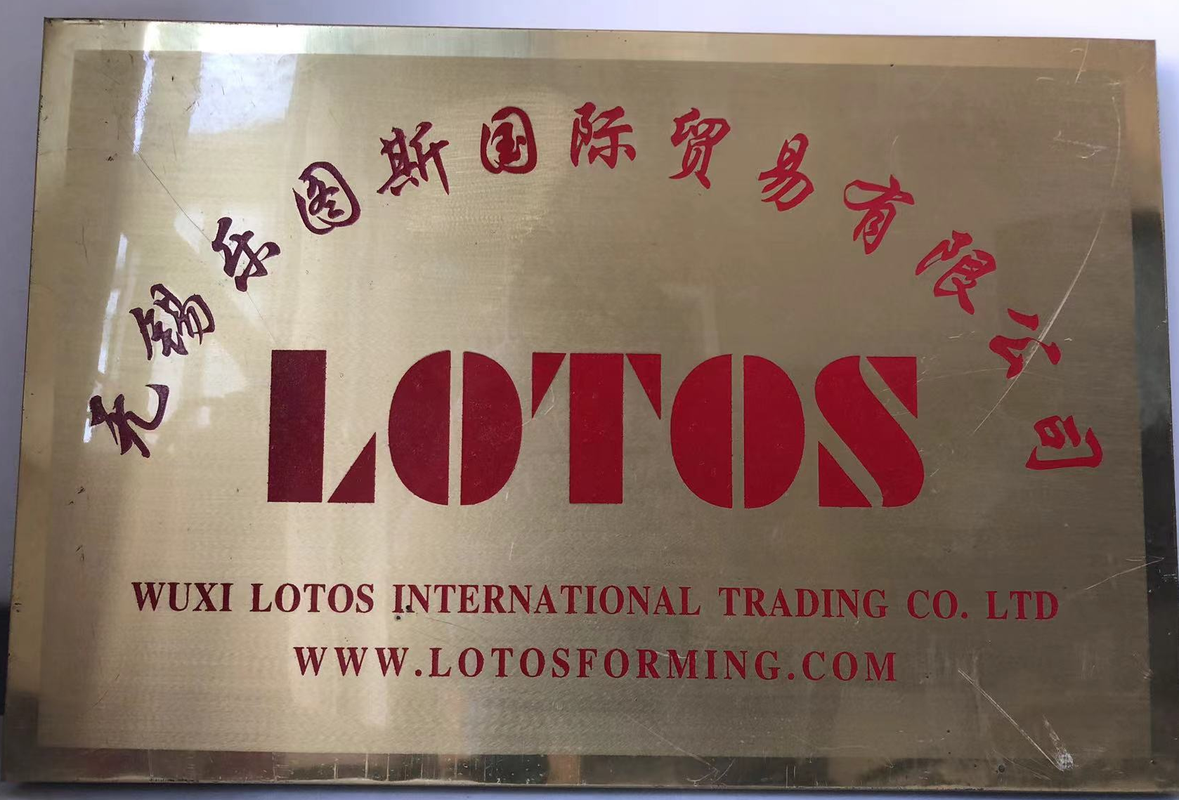 无锡乐图斯国际贸易有限公司
LOTOS
WUXI LOTOS INTERNATIONAL TRADING CO. LTD
WWW.LOTOSFORMING.COM